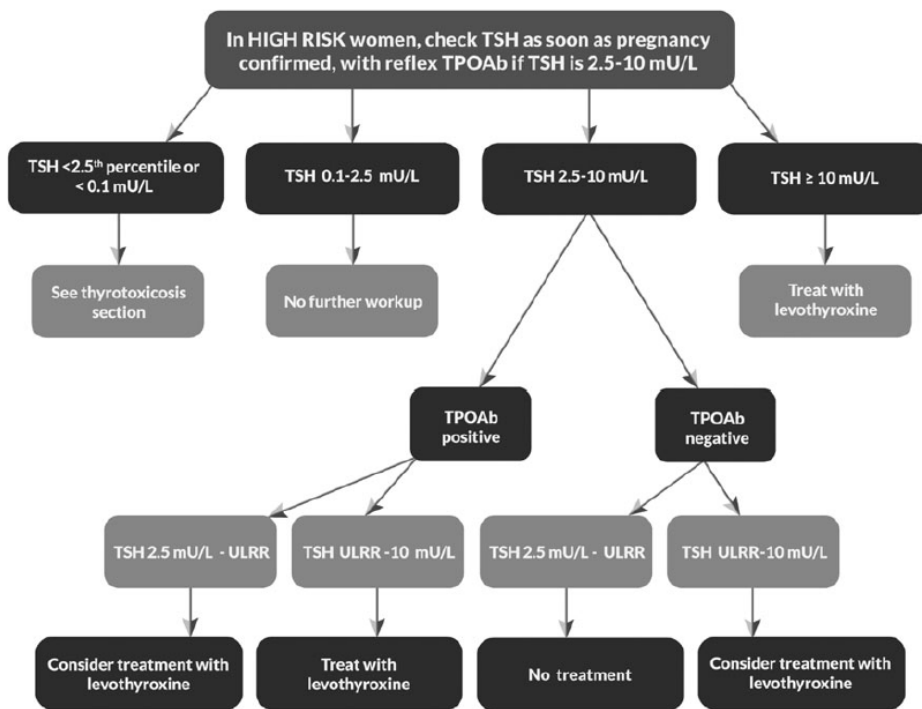 In HIGH RISK women, check TSH as soon as pregnancy
confirmed, with reflex TPOAb if TSH is 2.5-10 mU/L
TSH <2.5th percentile or
< 0.1 mU/L
TSH 0.1-2.5 mU/L
TSH 2.5-10 mU/L
TSH ≥ 10 mU/L
See thyrotoxicosis
section
No further workup
Treat with
levothyroxine
TPOAb
positive
TPOAb
negative
TSH 2.5 mU/L - ULRR
TSH ULRR -10 mU/L
TSH 2.5 mU/L - ULRR
TSH ULRR-10 mU/L
Consider treatment with
levothyroxine
Treat with
levothyroxine
No treatment
Consider treatment with
levothyroxine